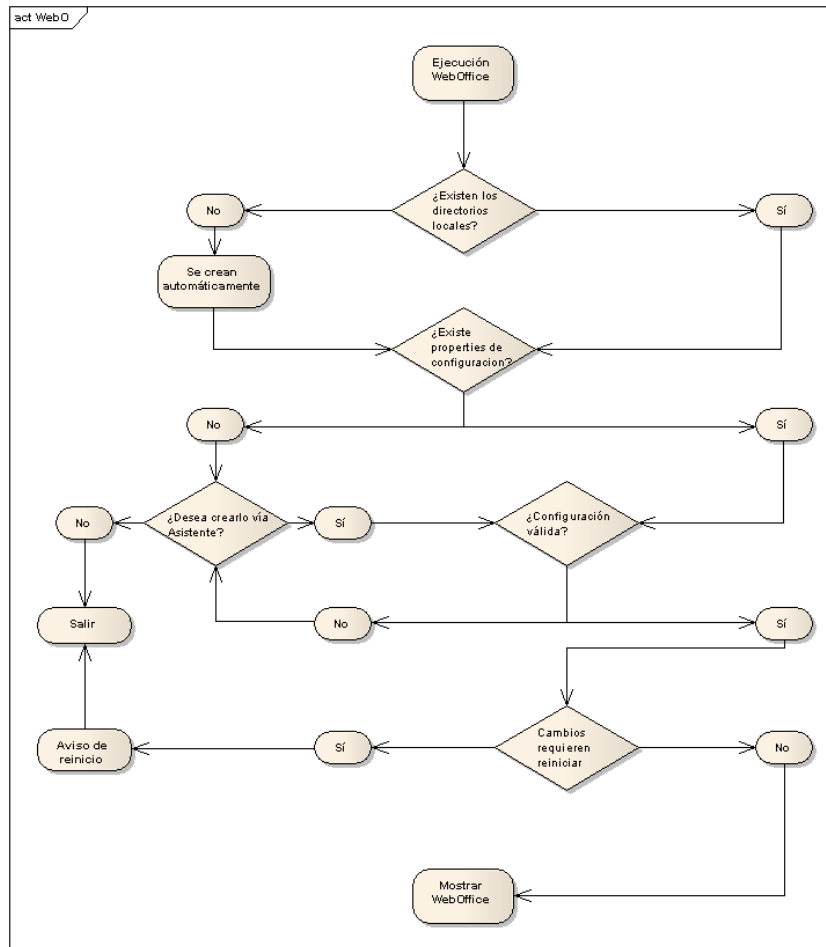 act WebO
Ejecución
WebOffice
¿Existen los
directorios
locales?
No
Sí
Se crean
automáticamente
¿Existe
properties de
configuracion?
No
Sí
¿Desea crearlo vía
Asistente?
No
Sí
¿Configuración
válida?
Salir
No
Sí
Cambios
requieren
reiniciar
Aviso de
reinicio
Sí
No
Mostrar
WebOffice